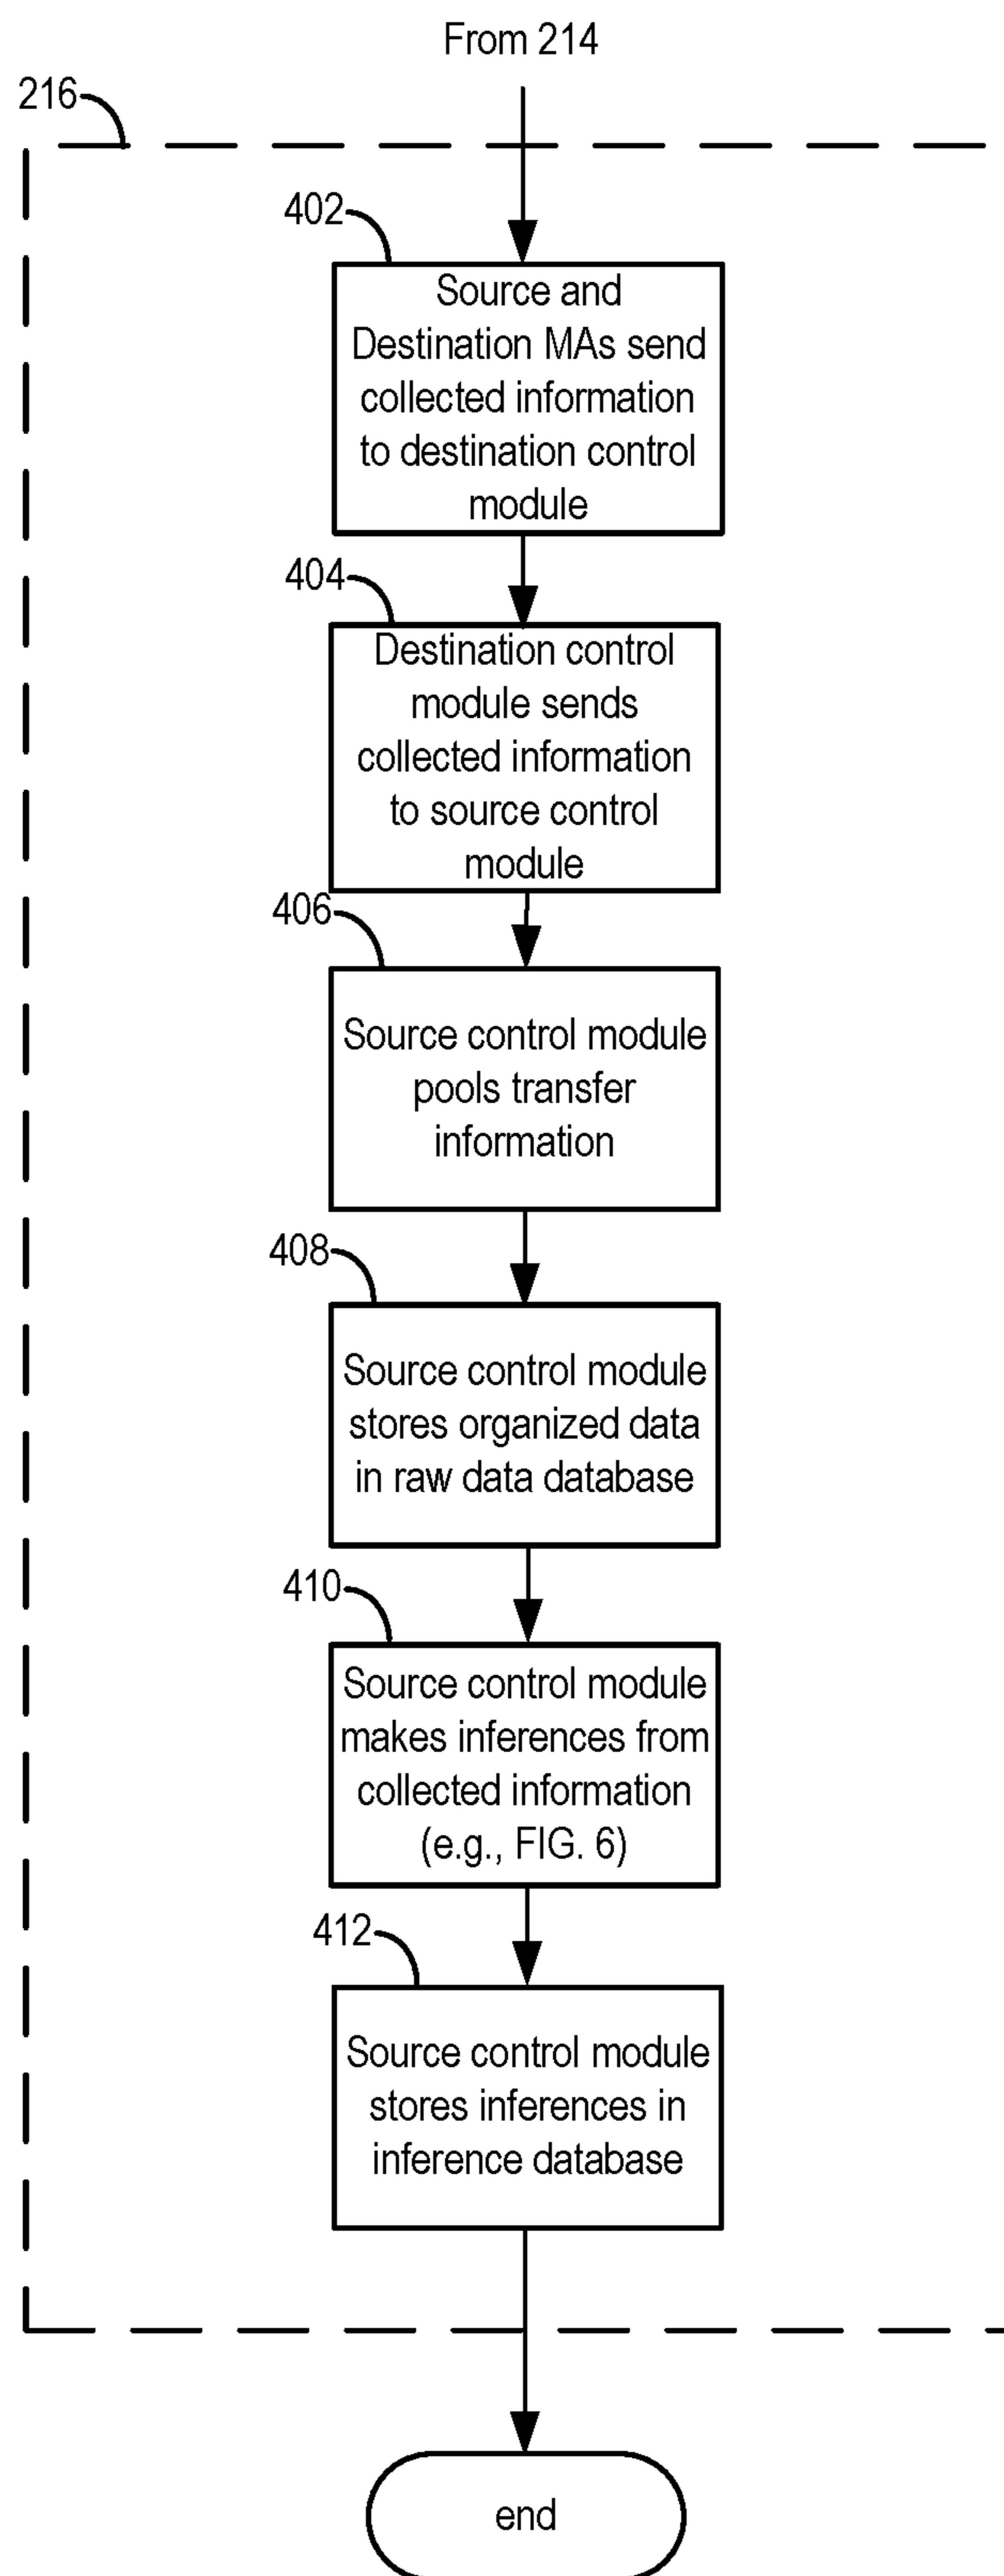 From 214
216
402
Source and
Destination MAs send
collected information
to destination control
module
404
Destination control
module sends
collected information
to source control
module
406
Source control module
pools transfer
information
408
Source control module
stores organized data
in raw data database
410
Source control module
makes inferences from
collected information
(e.g., FIG. 6)
412
Source control module
stores inferences in
inference database
end